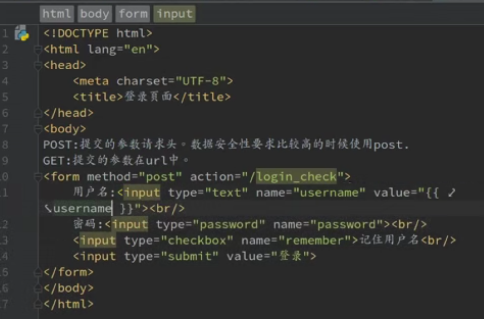 html body form input
1 <!DOCTYPE html>
2 <html lang="en">
3 <head>
4 <meta charset="UTF-8">
5 <title>登录页面</title>
6 </head>
7 <body>
8 POST:提交的参数请求头。数据安全性要求比较高的时候使用post.
9 GET:提交的参数在url中。
10 <form method="post" action="/login_check">
11 用户名:<input type="text" name="username" value="{{
username }}"><br/>
12 密码:<input type="password" name="password"><br/>
13 <input type="checkbox" name="remember">记住用户名<br/>
14 <input type="submit" value="登录">
15 </form>
16 </body>
17 </html>